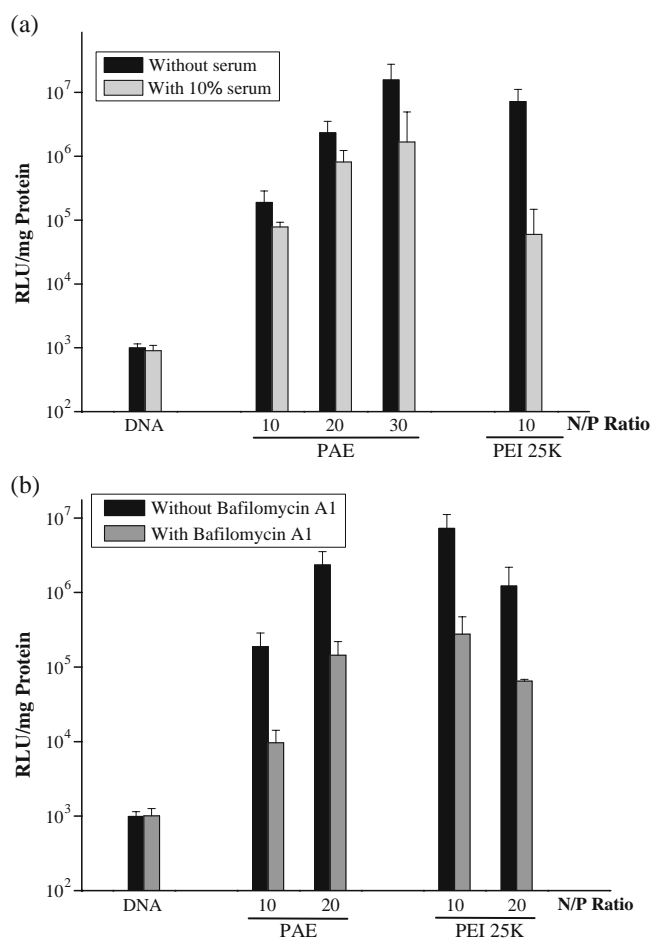 (a)
Without serum
With 10% serum
10^7
10^6
10^5
10^4
10^3
10^2
RLU/mg Protein
DNA
10 20 30 10 N/P Ratio
PAE PEI 25K
(b)
Without Bafilomycin A1
With Bafilomycin A1
10^7
10^6
10^5
10^4
10^3
10^2
RLU/mg Protein
DNA
10 20 10 20 N/P Ratio
PAE PEI 25K